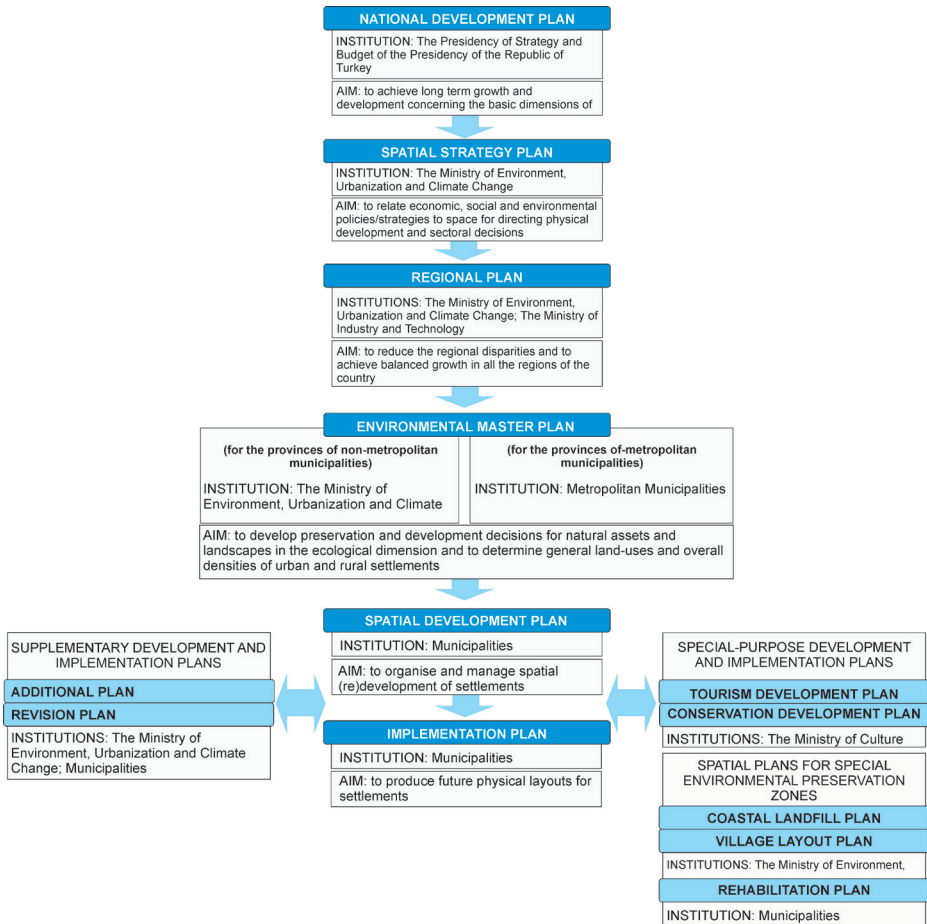 NATIONAL DEVELOPMENT PLAN
INSTITUTION: The Presidency of Strategy and
Budget of the Presidency of the Republic of
Turkey
AIM: to achieve long term growth and
development concerning the basic dimensions of
SPATIAL STRATEGY PLAN
INSTITUTION: The Ministry of Environment,
Urbanization and Climate Change
AIM: to relate economic, social and environmental
policies/strategies to space for directing physical
development and sectoral decisions
REGIONAL PLAN
INSTITUTIONS: The Ministry of Environment,
Urbanization and Climate Change; The Ministry of
Industry and Technology
AIM: to reduce the regional disparities and to
achieve balanced growth in all the regions of the
country
ENVIRONMENTAL MASTER PLAN
(for the provinces of non-metropolitan
municipalities)
INSTITUTION: The Ministry of
Environment, Urbanization and Climate
(for the provinces of-metropolitan
municipalities)
INSTITUTION: Metropolitan Municipalities
AIM: to develop preservation and development decisions for natural assets and
landscapes in the ecological dimension and to determine general land-uses and overall
densities of urban and rural settlements
SPATIAL DEVELOPMENT PLAN
INSTITUTION: Municipalities
AIM: to organise and manage spatial
(re)development of settlements
IMPLEMENTATION PLAN
INSTITUTION: Municipalities
AIM: to produce future physical layouts for
settlements
SUPPLEMENTARY DEVELOPMENT AND
IMPLEMENTATION PLANS
ADDITIONAL PLAN
REVISION PLAN
INSTITUTIONS: The Ministry of
Environment, Urbanization and Climate
Change; Municipalities
SPECIAL-PURPOSE DEVELOPMENT
AND IMPLEMENTATION PLANS
TOURISM DEVELOPMENT PLAN
CONSERVATION DEVELOPMENT PLAN
INSTITUTIONS: The Ministry of Culture
SPATIAL PLANS FOR SPECIAL
ENVIRONMENTAL PRESERVATION
ZONES
COASTAL LANDFILL PLAN
VILLAGE LAYOUT PLAN
INSTITUTIONS: The Ministry of Environment,
REHABILITATION PLAN
INSTITUTION: Municipalities